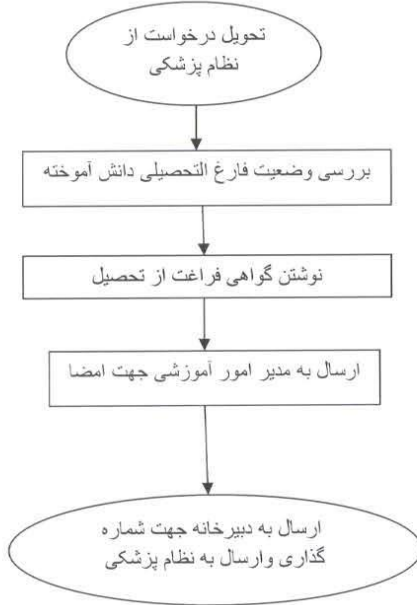 تحویل درخواست از
نظام پزشکی
بررسی وضعیت فارغ التحصیلی دانش آموخته
نوشتن گواهی فراغت از تحصیل
ارسال به مدیر امور آموزشی جهت امضا
ارسال به دبیرخانه جهت شماره
گذاری وارسال به نظام پزشکی